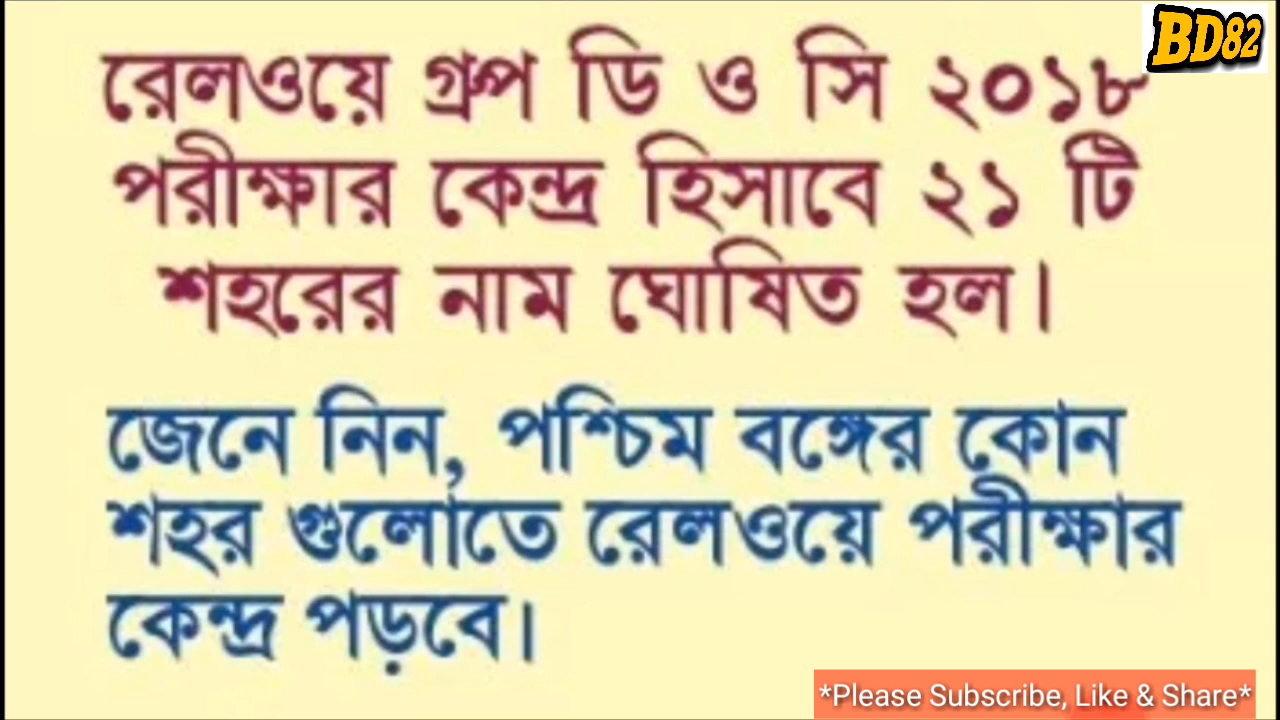 BD82
রেলওয়ে গ্রুপ ডি ও সি ২০১৮
পরীক্ষার কেন্দ্র হিসাবে ২১ টি
শহরের নাম ঘোষিত হল।
জেনে নিন, পশ্চিম বঙ্গের কোন
শহর গুলোতে রেলওয়ে পরীক্ষার
কেন্দ্র পড়বে।
*Please Subscribe, Like & Share*